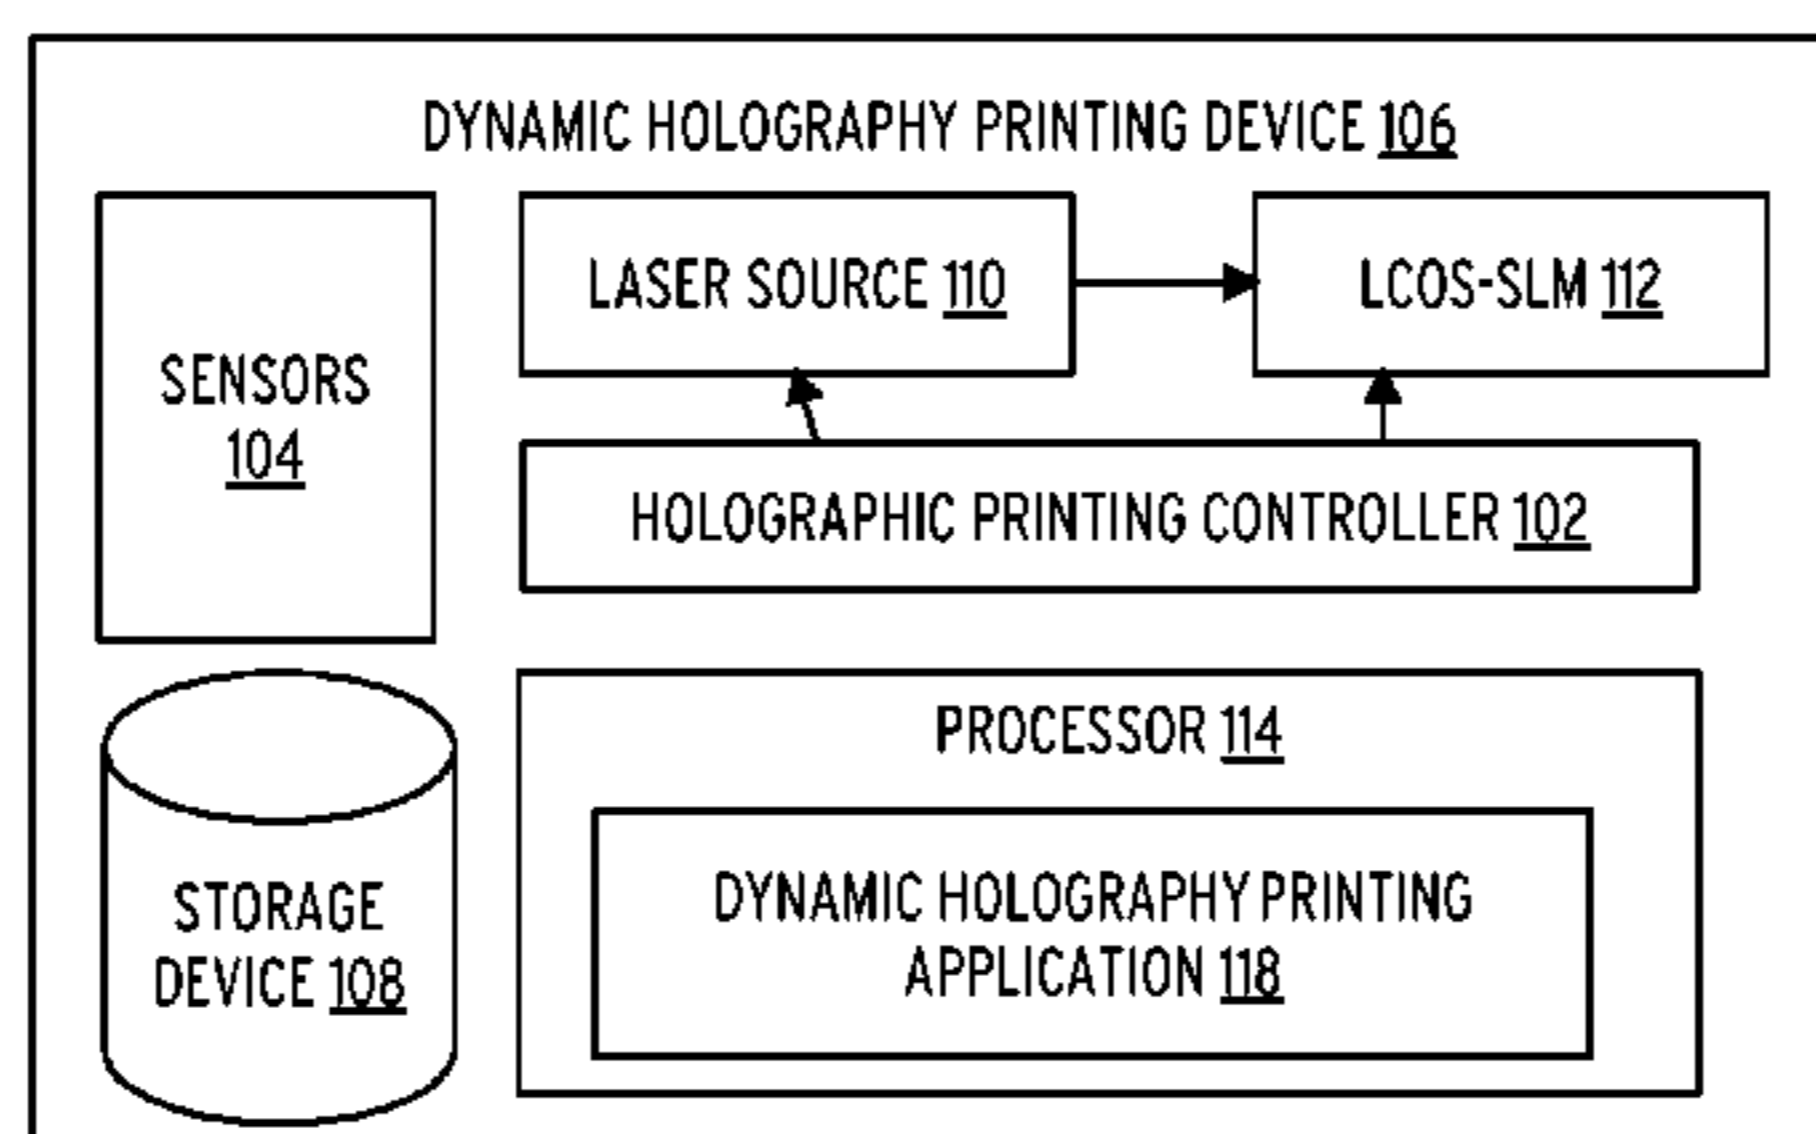 DYNAMIC HOLOGRAPHY PRINTING DEVICE 106
SENSORS
104
LASER SOURCE 110
LCOS-SLM 112
HOLOGRAPHIC PRINTING CONTROLLER 102
STORAGE
DEVICE 108
PROCESSOR 114
DYNAMIC HOLOGRAPHY PRINTING
APPLICATION 118